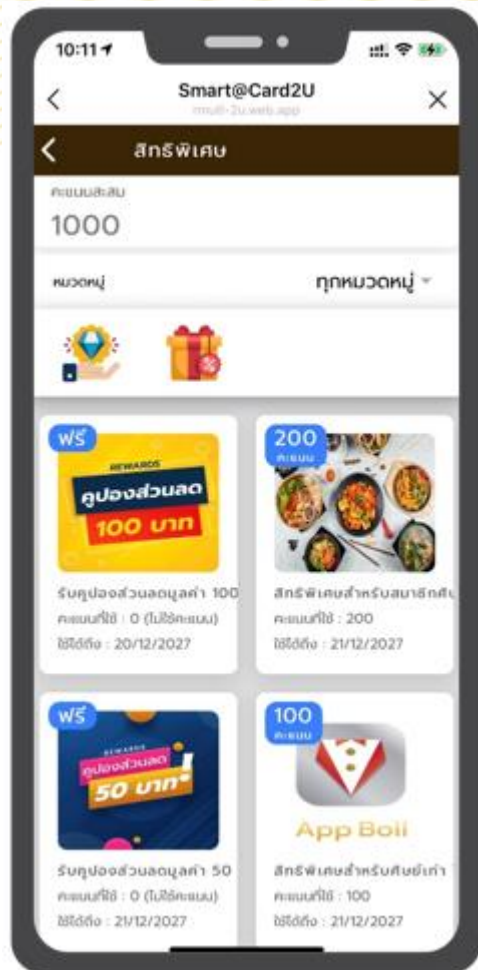 10:11
Smart@Card2U
rmuti-2u.web.app
สิทธิพิเศษ
คะแนนสะสม
1000
หมวดหมู่
ทุกหมวดหมู่
ฟรี
REWARDS
คูปองส่วนลด
100 บาท
รับคูปองส่วนลดมูลค่า 100
คะแนนที่ใช้ : 0 (ไม่ใช้คะแนน)
ใช้ได้ถึง : 20/12/2027
200
คะแนน
สิทธิพิเศษสำหรับสมาชิกศิษ
คะแนนที่ใช้ : 200
ใช้ได้ถึง : 21/12/2027
ฟรี
REWARDS
คูปองส่วนลด
50 บาท
รับคูปองส่วนลดมูลค่า 50
คะแนนที่ใช้ : 0 (ไม่ใช้คะแนน)
ใช้ได้ถึง : 21/12/2027
100
คะแนน
App Boii
สิทธิพิเศษสำหรับศิษย์เก่า
คะแนนที่ใช้ : 100
ใช้ได้ถึง : 21/12/2027